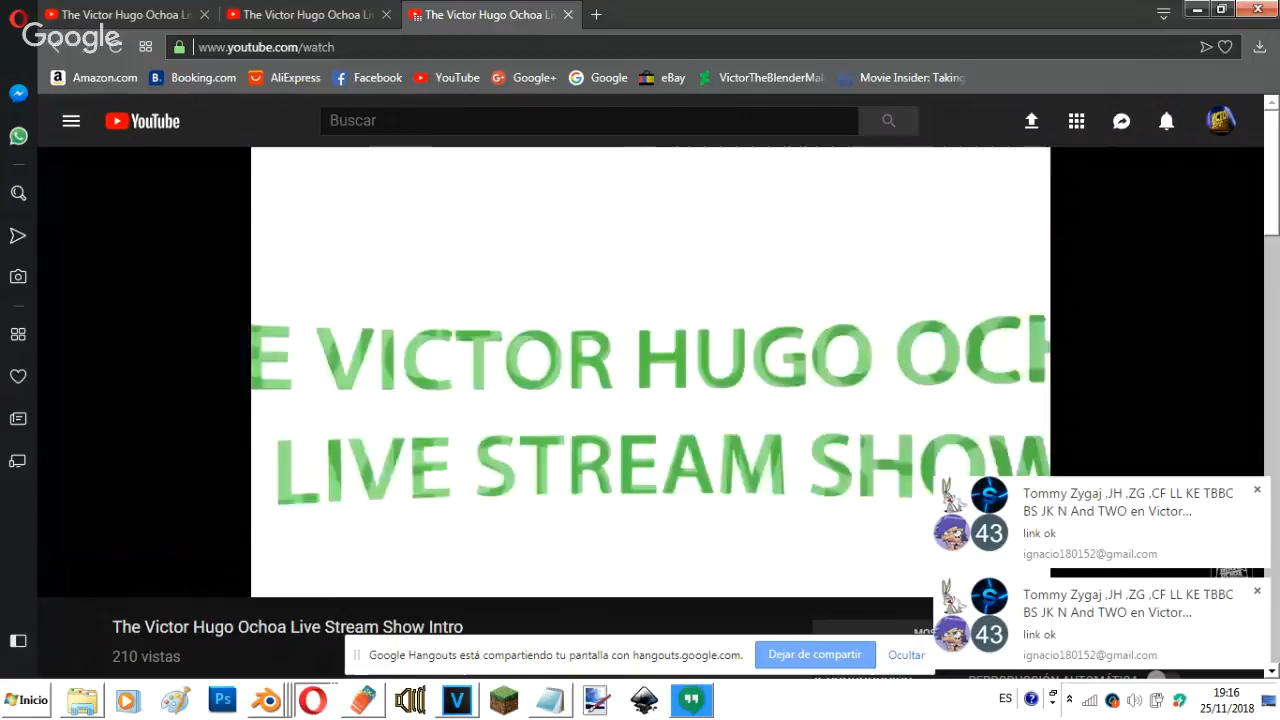 The Victor Hugo Ochoa Li
The Victor Hugo Ochoa Li
The Victor Hugo Ochoa Li
Google
www.youtube.com/watch
Amazon.com
Booking.com
AliExpress
Facebook
YouTube
Google+
Google
eBay
VictorTheBlenderMa
Movie Insider: Taking
YouTube
Buscar
E VICTOR HUGO OCH
LIVE STREAM SHOW
Tommy Zygaj ,JH ,ZG ,CF LL KE TBBC
BS JK N And TWO en Victor...
43
link ok
ignacio180152@gmail.com
Tommy Zygaj ,JH ,ZG ,CF LL KE TBBC
BS JK N And TWO en Victor...
43
link ok
ignacio180152@gmail.com
The Victor Hugo Ochoa Live Stream Show Intro
210 vistas
Google Hangouts está compartiendo tu pantalla con hangouts.google.com.
Dejar de compartir
Ocultar
REPRODUCCIÓN AUTOMÁTICA
Inicio
Ps
V
ES
19:16
25/11/2018